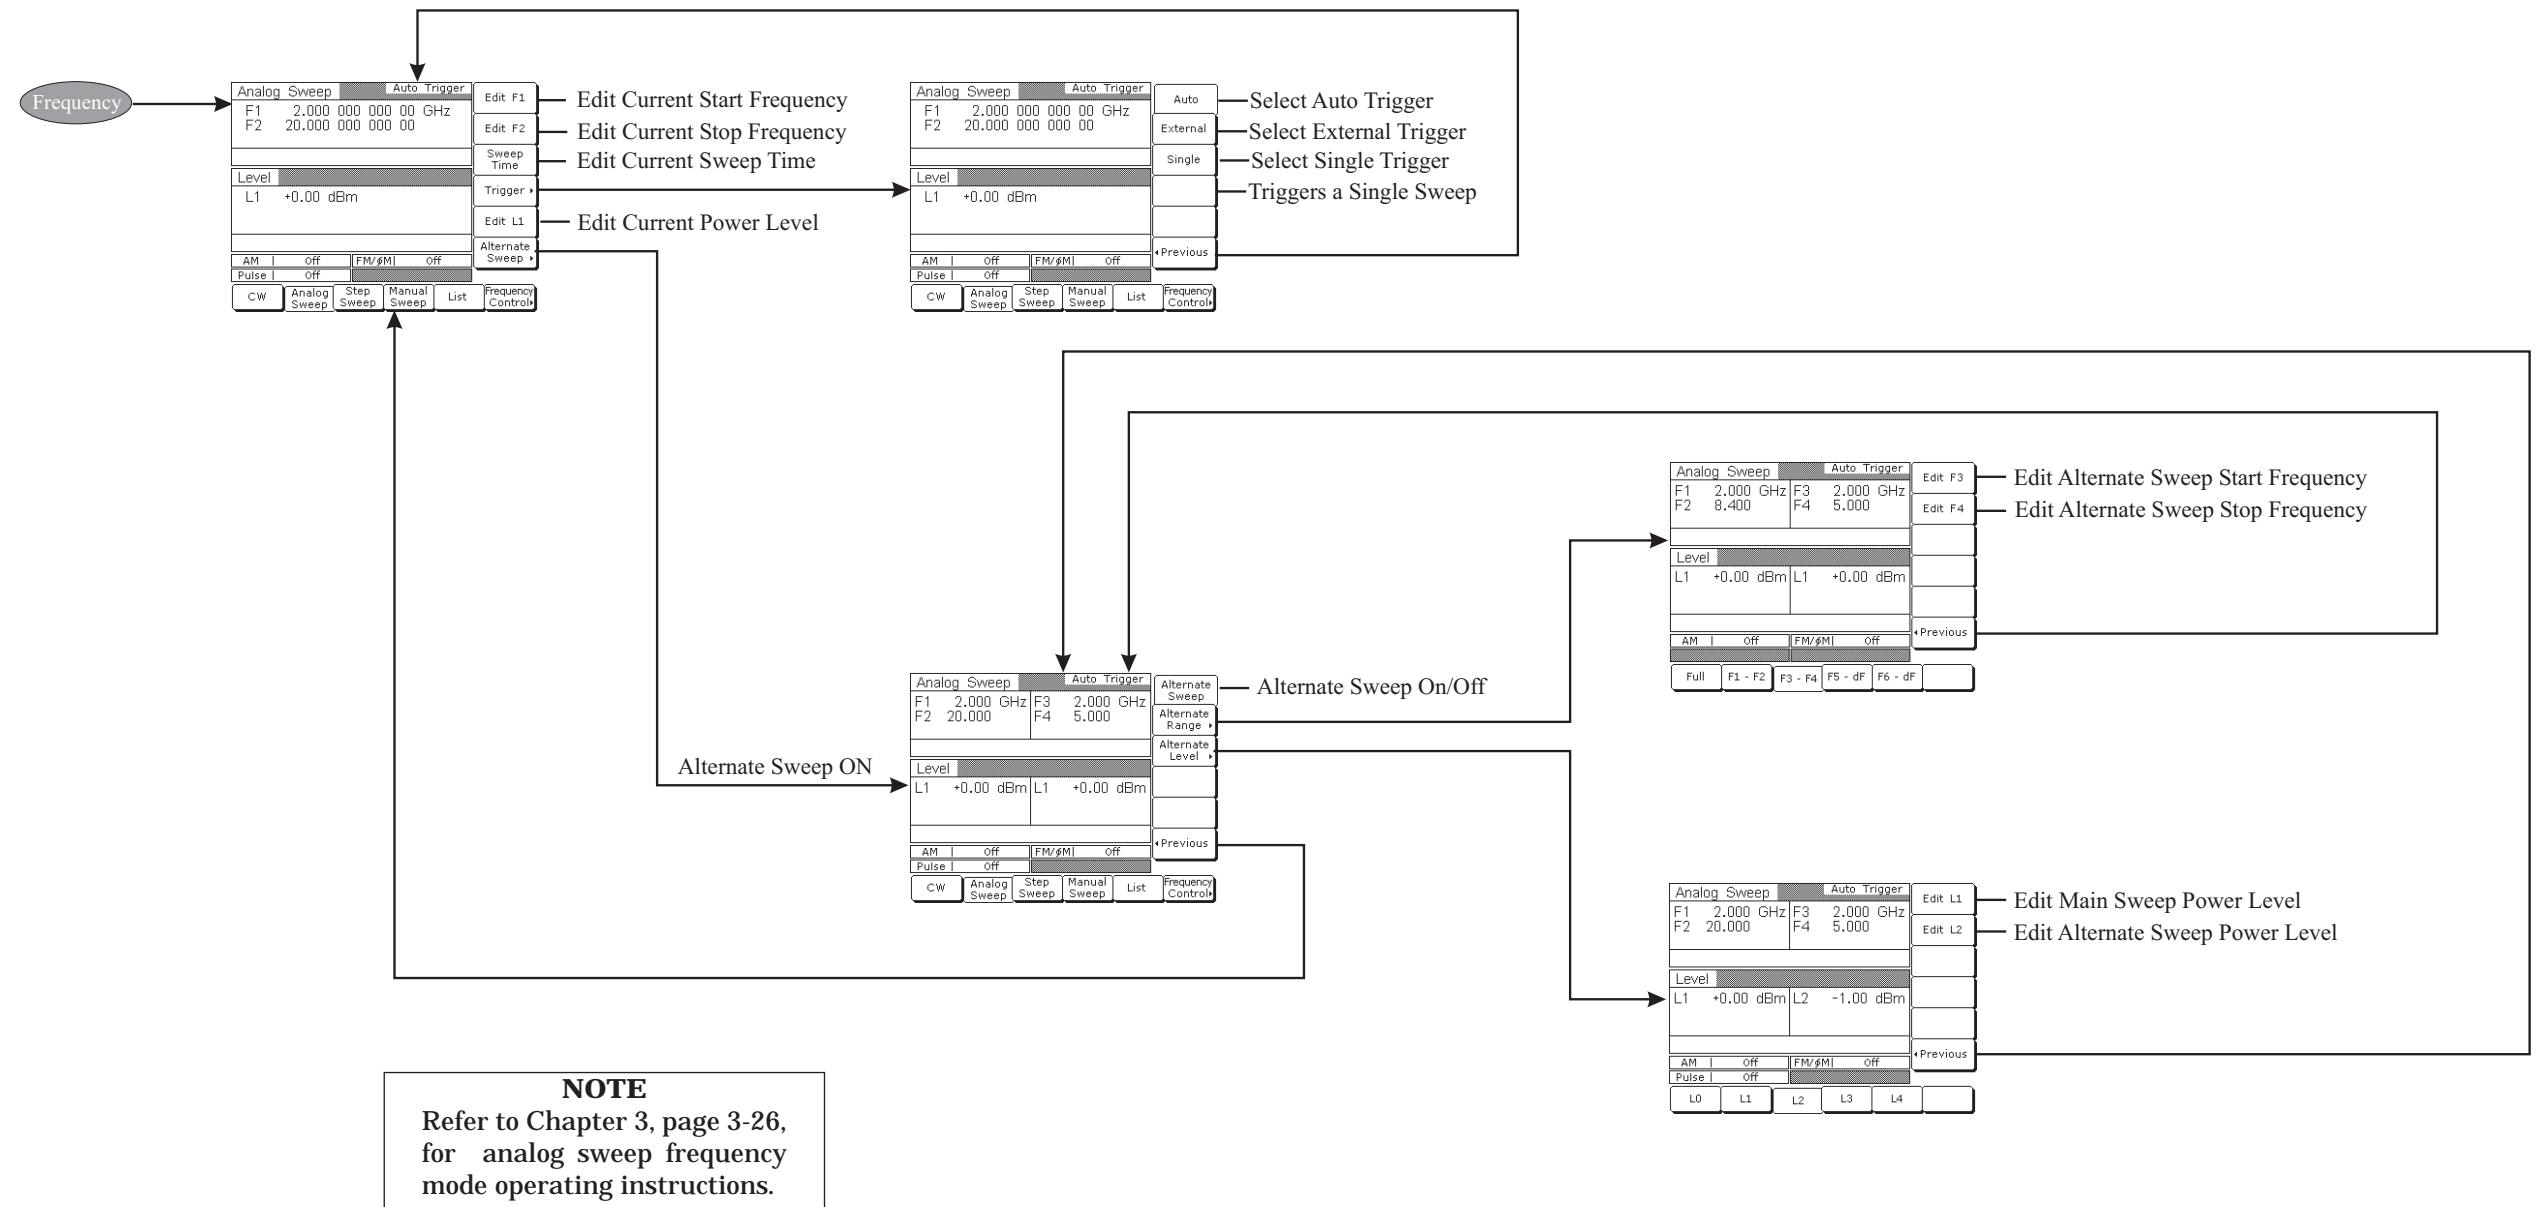 Frequency
Analog Sweep Auto Trigger
F1 2.000 000 000 00 GHz
F2 20.000 000 000 00
Level
L1 +0.00 dBm
AM | Off FM/ϕM| Off
Pulse | Off
CW
Analog
Sweep
Step
Sweep
Manual
Sweep
List
Frequency
Control▸
Edit F1
Edit F2
Sweep
Time
Trigger ▸
Edit L1
Alternate
Sweep ▸
Edit Current Start Frequency
Edit Current Stop Frequency
Edit Current Sweep Time
Edit Current Power Level
Analog Sweep Auto Trigger
F1 2.000 000 000 00 GHz
F2 20.000 000 000 00
Level
L1 +0.00 dBm
AM | Off FM/ϕM| Off
Pulse | Off
CW
Analog
Sweep
Step
Sweep
Manual
Sweep
List
Frequency
Control▸
Auto
External
Single
◂Previous
Select Auto Trigger
Select External Trigger
Select Single Trigger
Triggers a Single Sweep
Alternate Sweep ON
Analog Sweep Auto Trigger
F1 2.000 GHz F3 2.000 GHz
F2 20.000 F4 5.000
Level
L1 +0.00 dBm L1 +0.00 dBm
AM | Off FM/ϕM| Off
Pulse | Off
CW
Analog
Sweep
Step
Sweep
Manual
Sweep
List
Frequency
Control▸
Alternate
Sweep
Alternate
Range ▸
Alternate
Level ▸
◂Previous
Alternate Sweep On/Off
Analog Sweep Auto Trigger
F1 2.000 GHz F3 2.000 GHz
F2 8.400 F4 5.000
Level
L1 +0.00 dBm L1 +0.00 dBm
AM | Off FM/ϕM| Off
Full
F1 - F2
F3 - F4
F5 - dF
F6 - dF
Edit F3
Edit F4
◂Previous
Edit Alternate Sweep Start Frequency
Edit Alternate Sweep Stop Frequency
Analog Sweep Auto Trigger
F1 2.000 GHz F3 2.000 GHz
F2 20.000 F4 5.000
Level
L1 +0.00 dBm L2 -1.00 dBm
AM | Off FM/ϕM| Off
Pulse | Off
L0
L1
L2
L3
L4
Edit L1
Edit L2
◂Previous
Edit Main Sweep Power Level
Edit Alternate Sweep Power Level
NOTE
Refer to Chapter 3, page 3-26,
for analog sweep frequency
mode operating instructions.